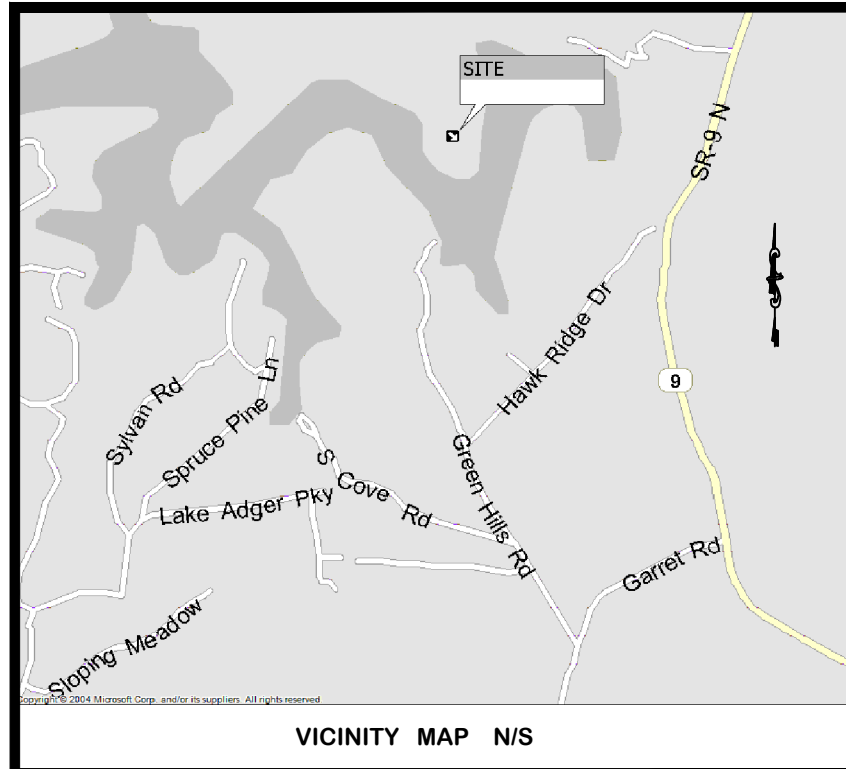 SITE
SR-9 N
9
Hawk Ridge Dr
Sylvan Rd
Spruce Pine Ln
Green Hills Rd
S Cove Rd
Lake Adger Pky
Garret Rd
Sloping Meadow
Copyright © 2004 Microsoft Corp. and/or its suppliers. All rights reserved
VICINITY MAP N/S